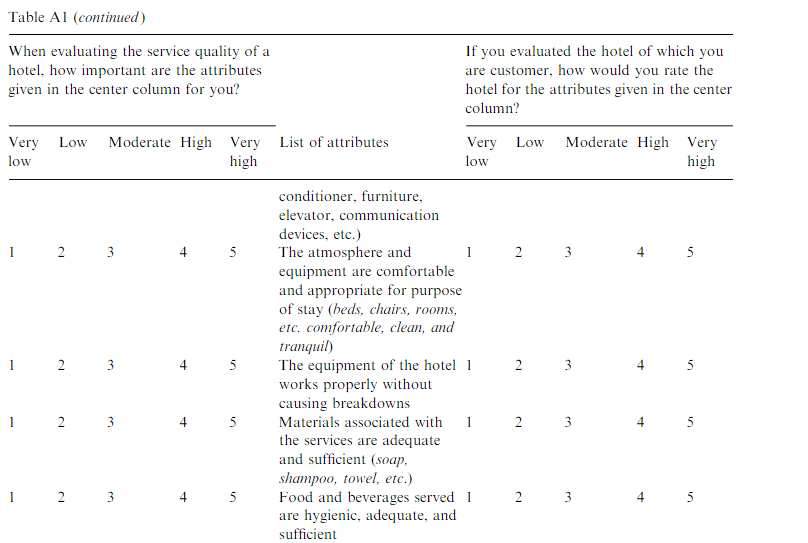 Table A1 (continued)
When evaluating the service quality of a
hotel, how important are the attributes
given in the center column for you?
If you evaluated the hotel of which you
are customer, how would you rate the
hotel for the attributes given in the center
column?
Very low Low Moderate High Very high List of attributes Very low Low Moderate High Very high
conditioner, furniture,
elevator, communication
devices, etc.)
1 2 3 4 5 The atmosphere and 1 2 3 4 5
equipment are comfortable
and appropriate for purpose
of stay (beds, chairs, rooms,
etc. comfortable, clean, and
tranquil)
1 2 3 4 5 The equipment of the hotel 1 2 3 4 5
works properly without
causing breakdowns
1 2 3 4 5 Materials associated with 1 2 3 4 5
the services are adequate
and sufficient (soap,
shampoo, towel, etc.)
1 2 3 4 5 Food and beverages served 1 2 3 4 5
are hygienic, adequate, and
sufficient